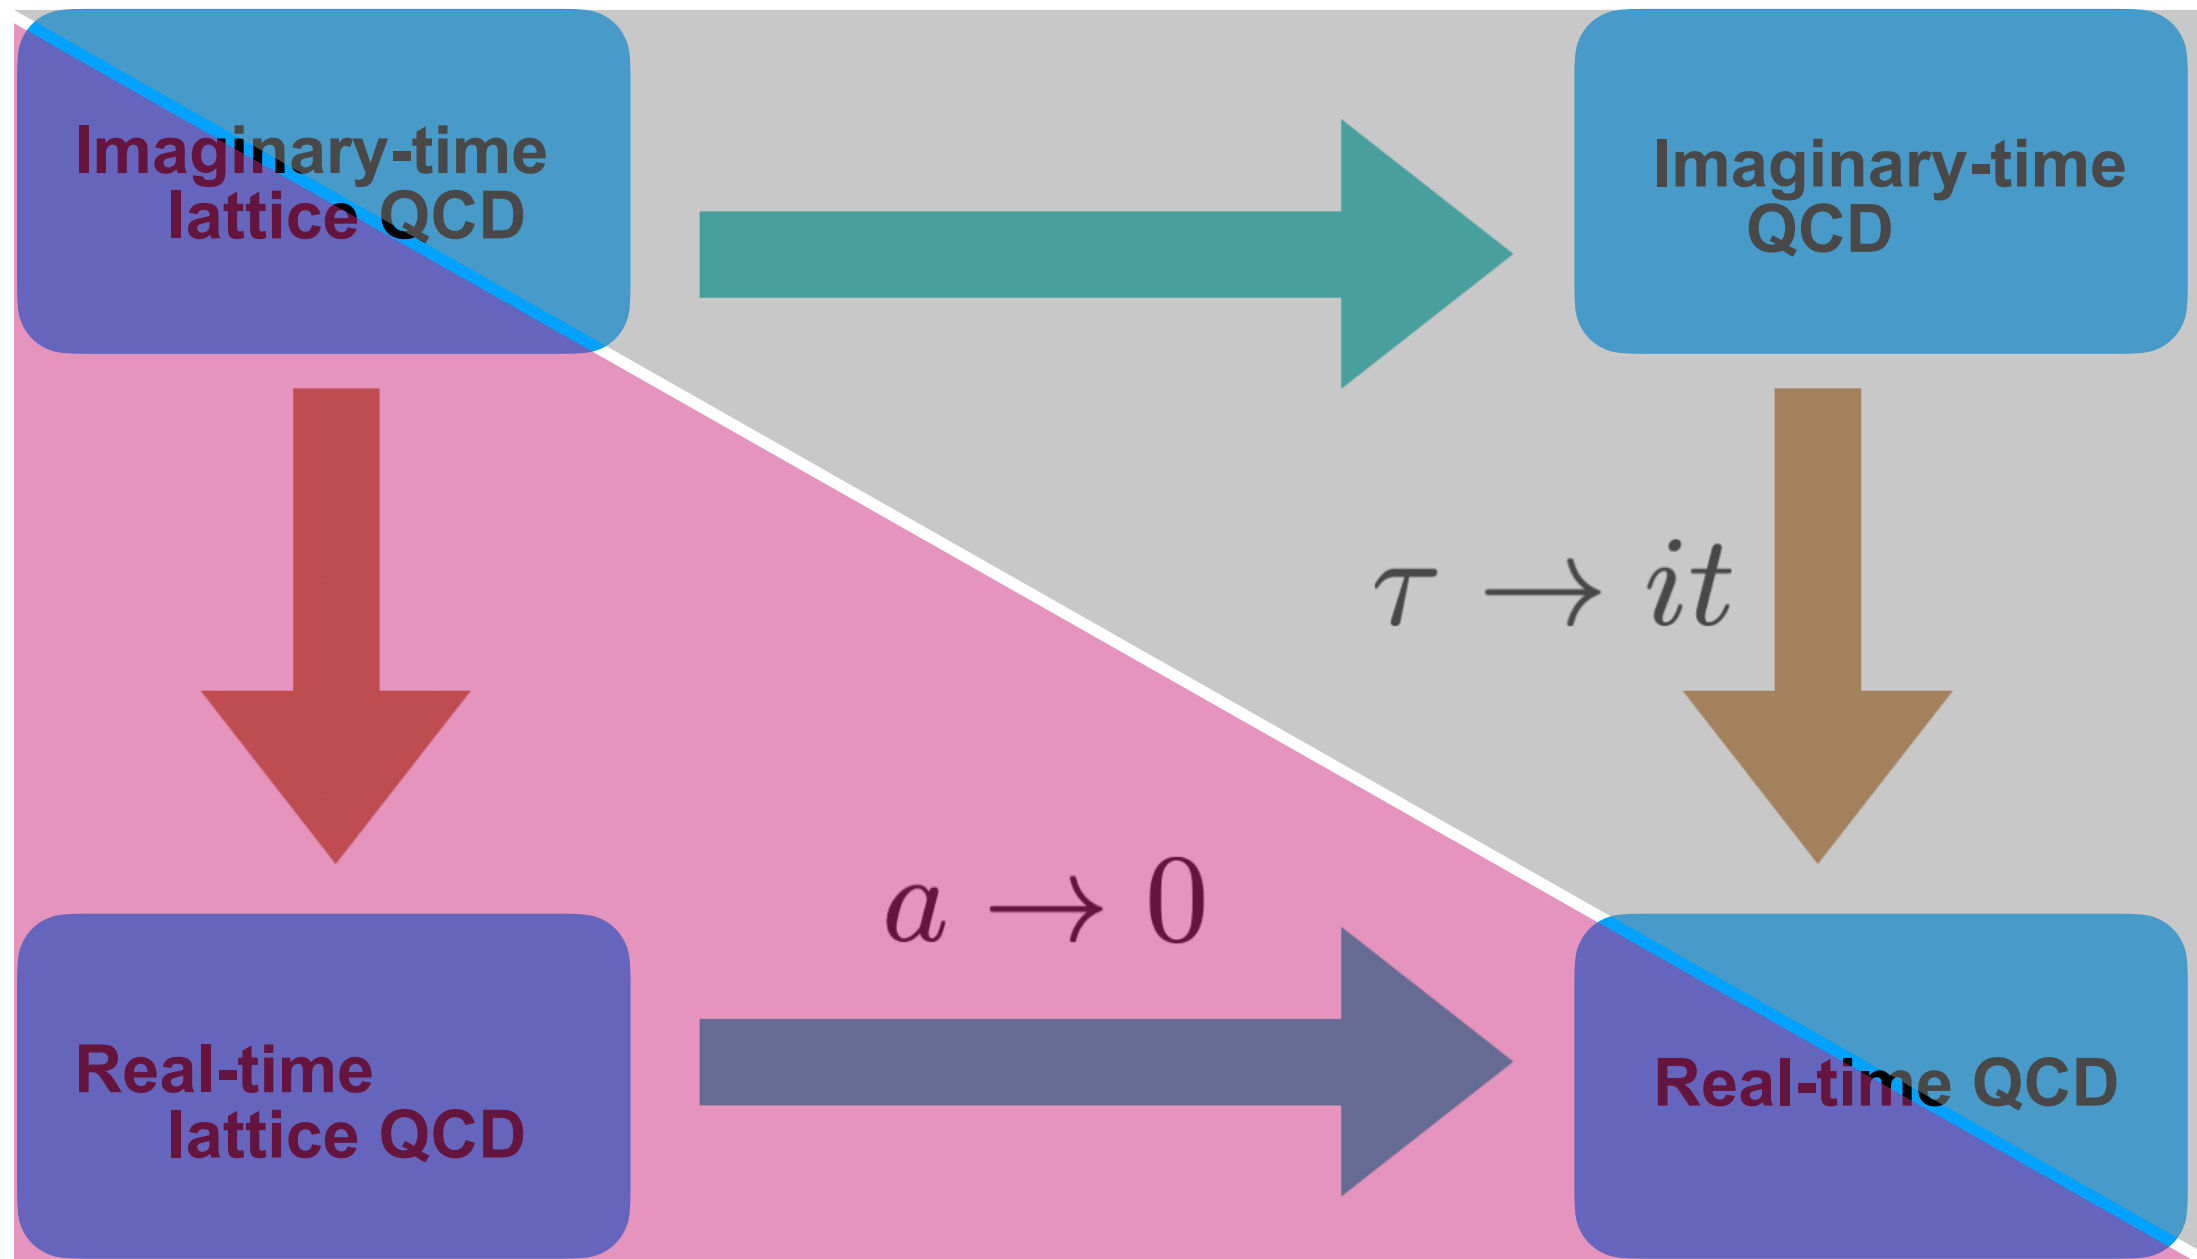 Imaginary-time
lattice QCD
Imaginary-time
QCD
τ → it
a → 0
Real-time
lattice QCD
Real-time QCD